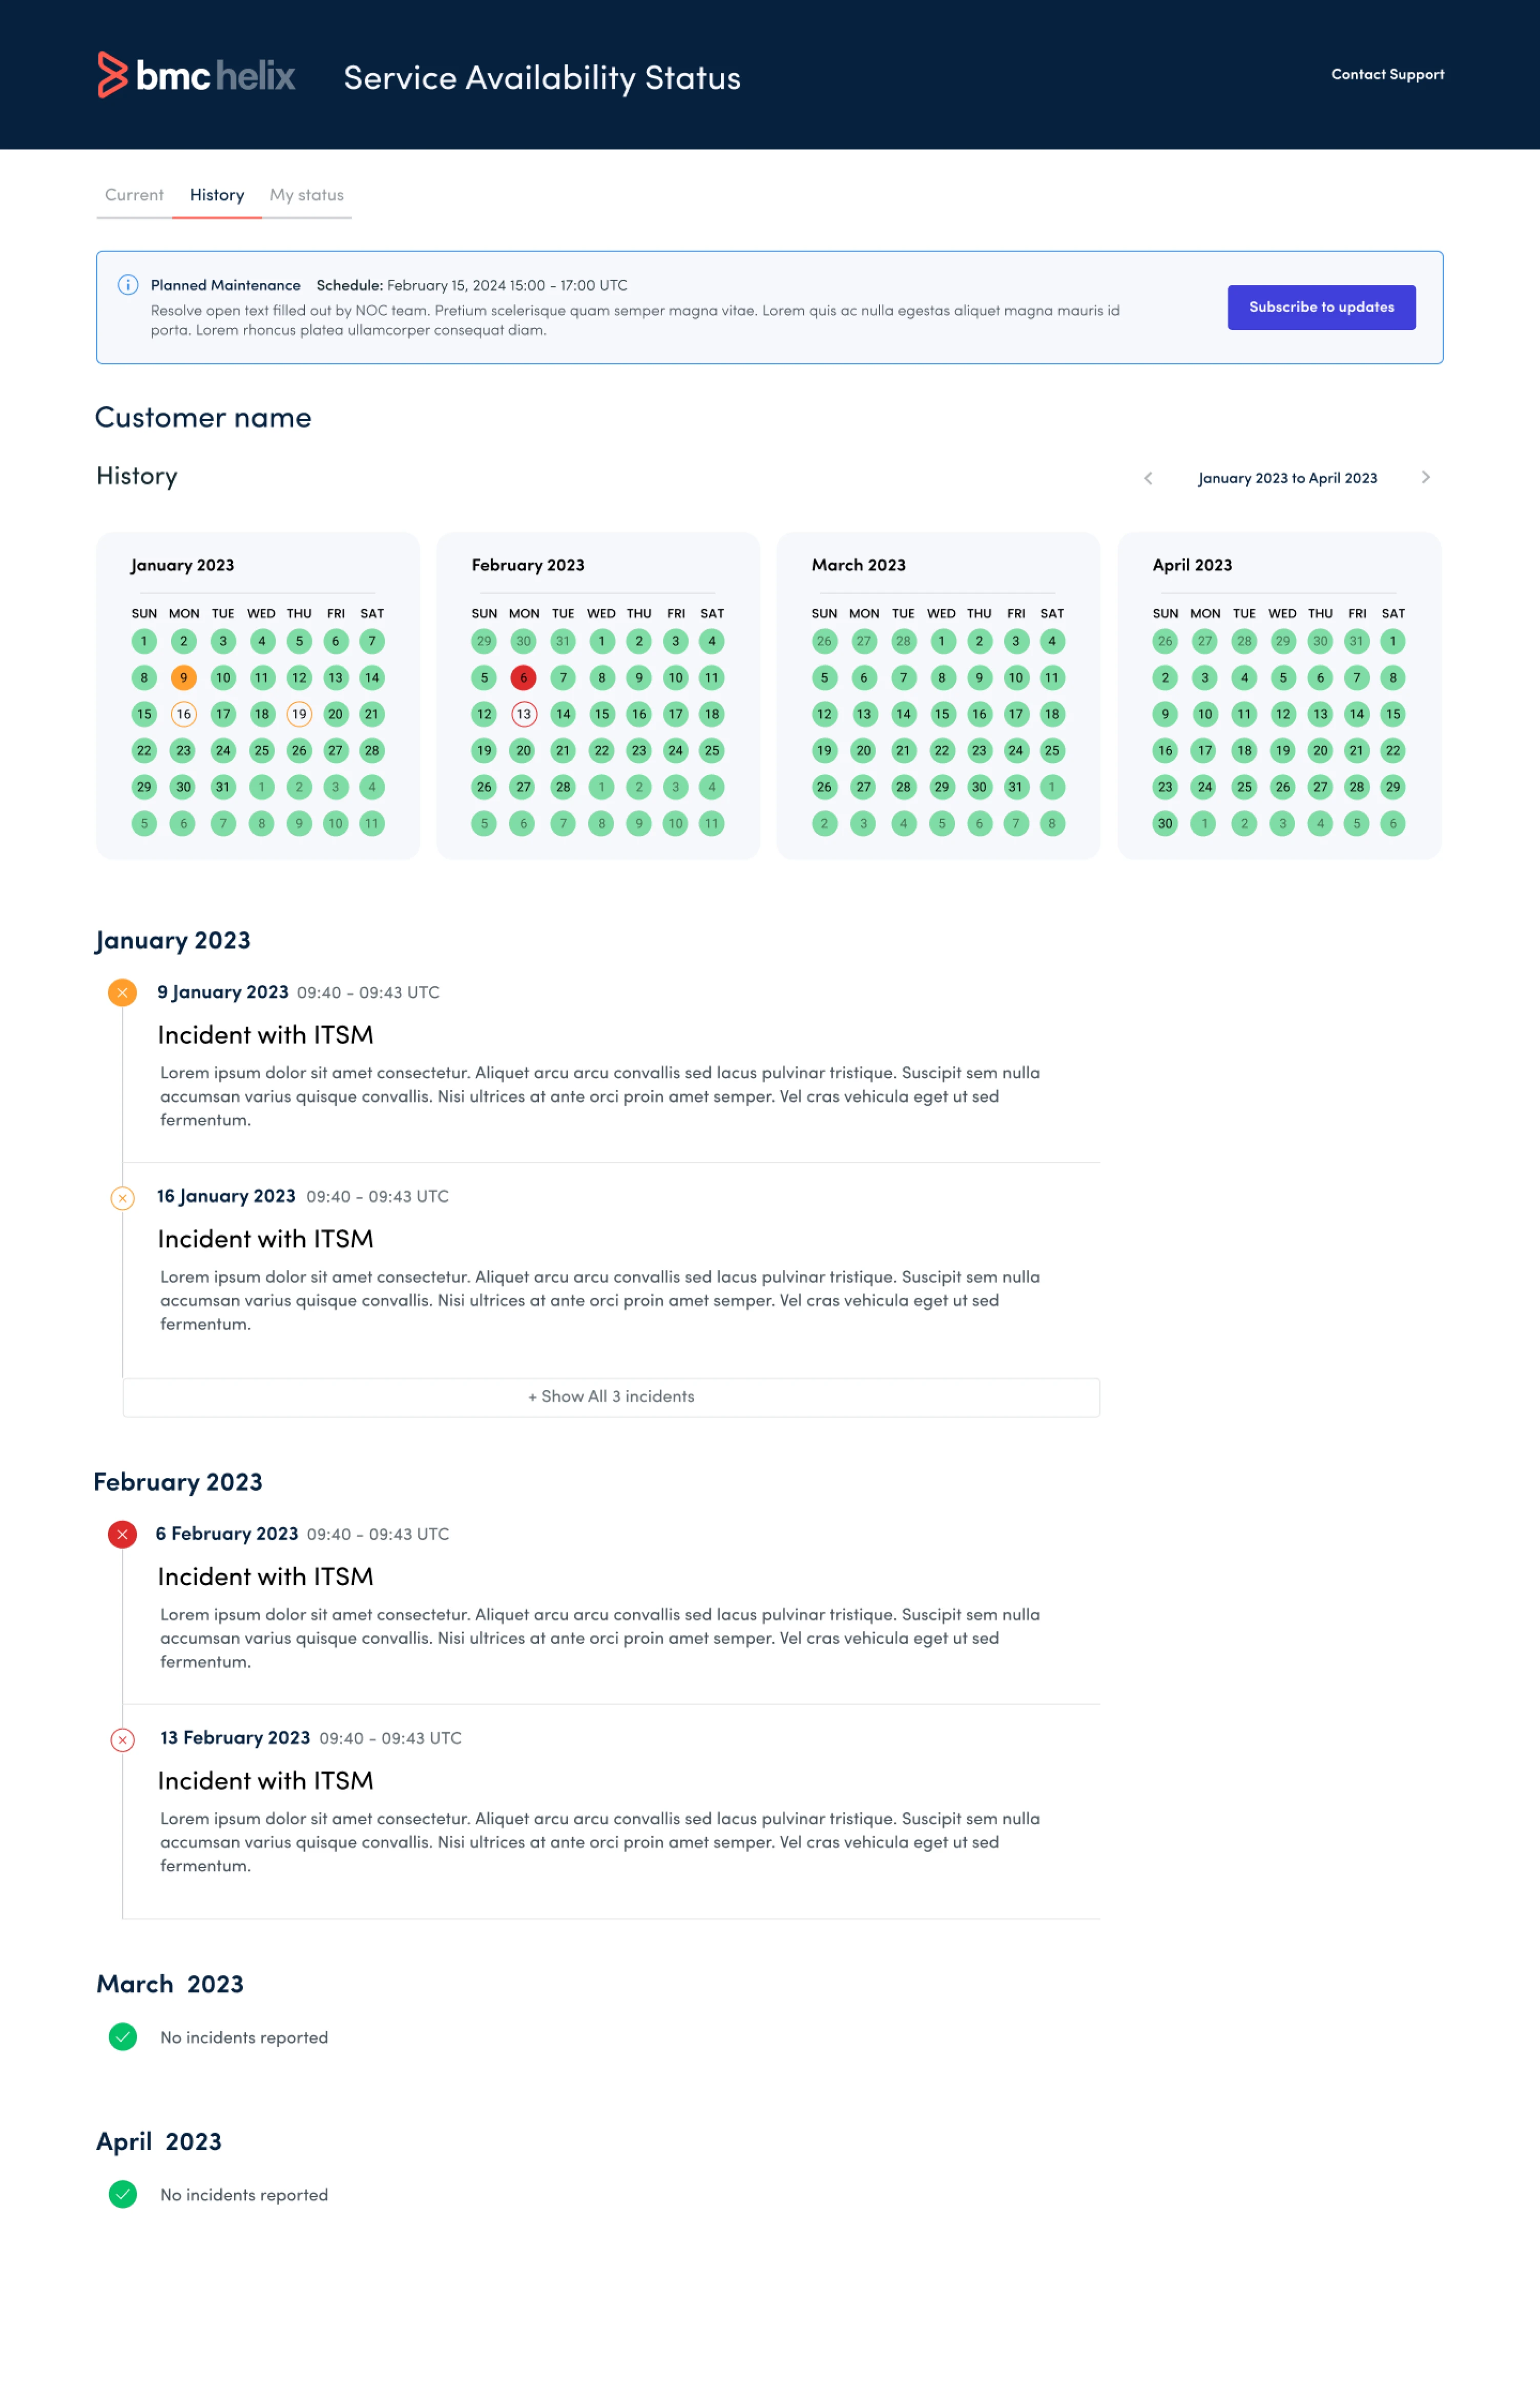 bmc helix Service Availability Status Contact Support
Current History My status
Planned Maintenance Schedule: February 15, 2024 15:00 - 17:00 UTC
Resolve open text filled out by NOC team. Pretium scelerisque quam semper magna vitae. Lorem quis ac nulla egestas aliquet magna mauris id
porta. Lorem rhoncus platea ullamcorper consequat diam.
Subscribe to updates
Customer name
History
January 2023 to April 2023
January 2023
SUN MON TUE WED THU FRI SAT
1 2 3 4 5 6 7
8 9 10 11 12 13 14
15 16 17 18 19 20 21
22 23 24 25 26 27 28
29 30 31 1 2 3 4
5 6 7 8 9 10 11
February 2023
SUN MON TUE WED THU FRI SAT
29 30 31 1 2 3 4
5 6 7 8 9 10 11
12 13 14 15 16 17 18
19 20 21 22 23 24 25
26 27 28 1 2 3 4
5 6 7 8 9 10 11
March 2023
SUN MON TUE WED THU FRI SAT
26 27 28 1 2 3 4
5 6 7 8 9 10 11
12 13 14 15 16 17 18
19 20 21 22 23 24 25
26 27 28 29 30 31 1
2 3 4 5 6 7 8
April 2023
SUN MON TUE WED THU FRI SAT
26 27 28 29 30 31 1
2 3 4 5 6 7 8
9 10 11 12 13 14 15
16 17 18 19 20 21 22
23 24 25 26 27 28 29
30 1 2 3 4 5 6
January 2023
9 January 2023 09:40 - 09:43 UTC
Incident with ITSM
Lorem ipsum dolor sit amet consectetur. Aliquet arcu arcu convallis sed lacus pulvinar tristique. Suscipit sem nulla
accumsan varius quisque convallis. Nisi ultrices at ante orci proin amet semper. Vel cras vehicula eget ut sed
fermentum.
16 January 2023 09:40 - 09:43 UTC
Incident with ITSM
Lorem ipsum dolor sit amet consectetur. Aliquet arcu arcu convallis sed lacus pulvinar tristique. Suscipit sem nulla
accumsan varius quisque convallis. Nisi ultrices at ante orci proin amet semper. Vel cras vehicula eget ut sed
fermentum.
+ Show All 3 incidents
February 2023
6 February 2023 09:40 - 09:43 UTC
Incident with ITSM
Lorem ipsum dolor sit amet consectetur. Aliquet arcu arcu convallis sed lacus pulvinar tristique. Suscipit sem nulla
accumsan varius quisque convallis. Nisi ultrices at ante orci proin amet semper. Vel cras vehicula eget ut sed
fermentum.
13 February 2023 09:40 - 09:43 UTC
Incident with ITSM
Lorem ipsum dolor sit amet consectetur. Aliquet arcu arcu convallis sed lacus pulvinar tristique. Suscipit sem nulla
accumsan varius quisque convallis. Nisi ultrices at ante orci proin amet semper. Vel cras vehicula eget ut sed
fermentum.
March 2023
No incidents reported
April 2023
No incidents reported